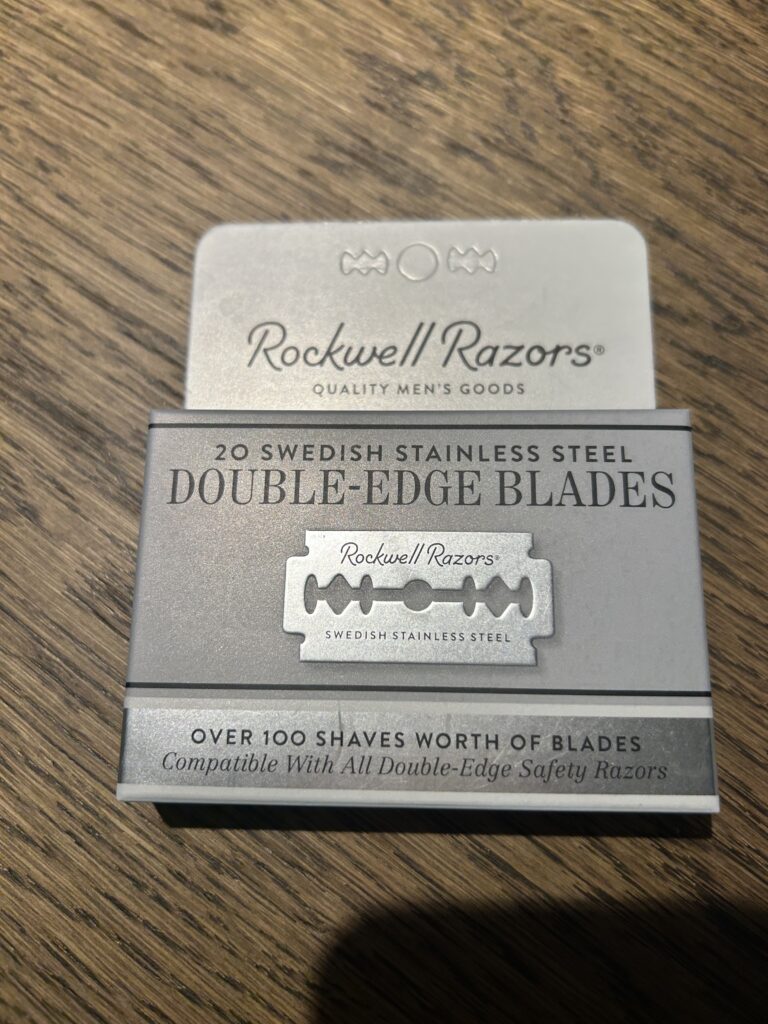 Rockwell Razors®
QUALITY MEN'S GOODS
20 SWEDISH STAINLESS STEEL
DOUBLE-EDGE BLADES
Rockwell Razors®
SWEDISH STAINLESS STEEL
OVER 100 SHAVES WORTH OF BLADES
Compatible With All Double-Edge Safety Razors